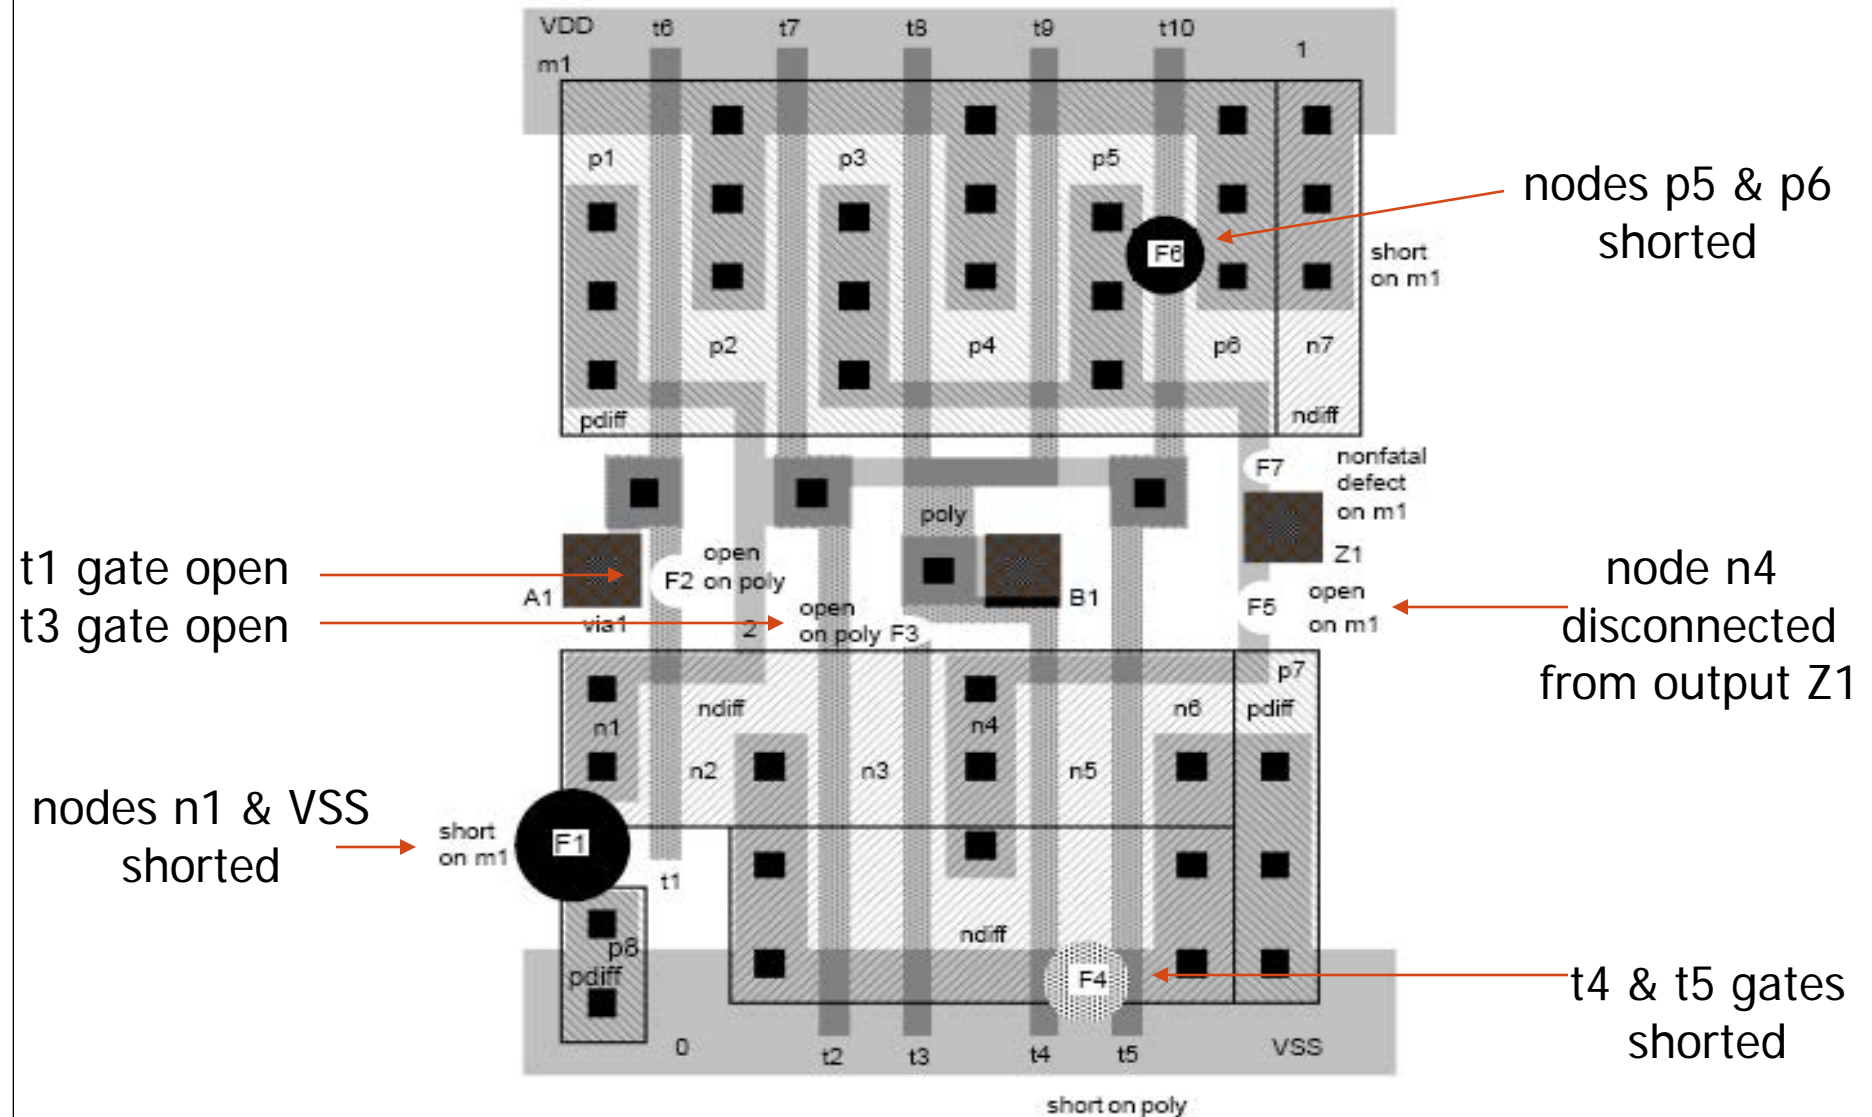 VDD
t6
t7
t8
t9
t10
1
m1
p1
p3
p5
nodes p5 & p6
shorted
F6
short
on m1
p2
p4
p6
n7
pdiff
ndiff
F7
nonfatal
defect
on m1
poly
Z1
t1 gate open
t3 gate open
A1
via1
F2
open
on poly
2
open
on poly F3
B1
F5
open
on m1
node n4
disconnected
from output Z1
p7
n1
ndiff
n4
n6
pdiff
n2
n3
n5
nodes n1 & VSS
shorted
short
on m1
F1
t1
ndiff
p8
pdiff
F4
t4 & t5 gates
shorted
0
t2
t3
t4
t5
VSS
short on poly